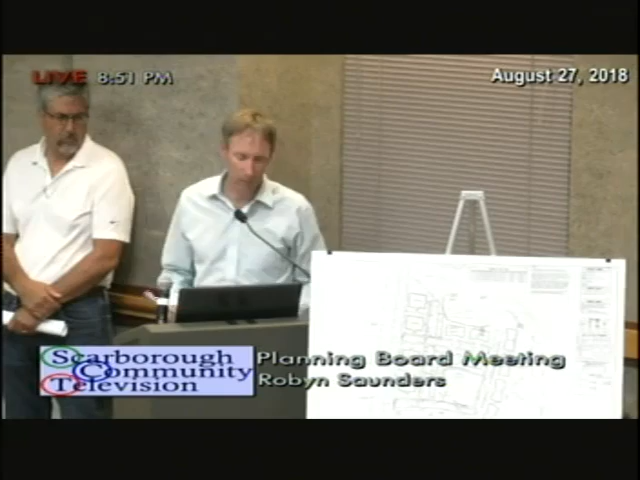 LIVE 8:51 PM
August 27, 2018
Scarborough
Community
Television
Planning Board Meeting
Robyn Saunders